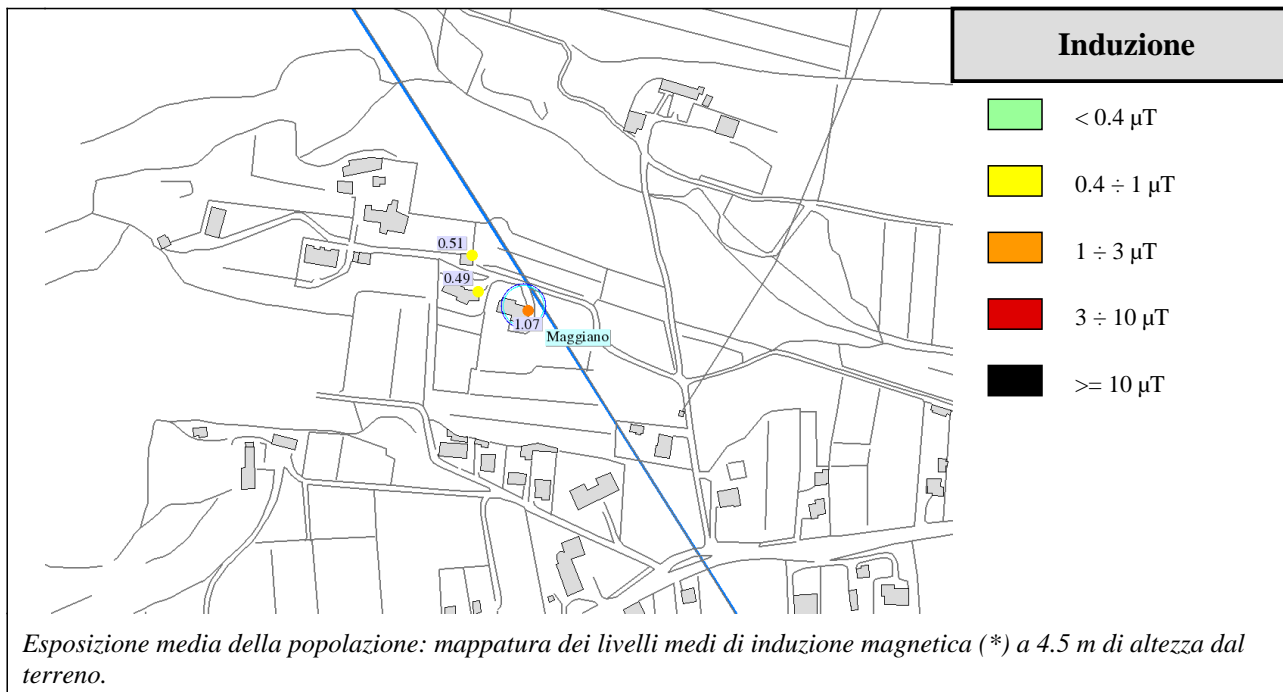 Induzione
< 0.4 µT
0.4 ÷ 1 µT
1 ÷ 3 µT
3 ÷ 10 µT
>= 10 µT
0.51
0.49
1.07
Maggiano
Esposizione media della popolazione: mappatura dei livelli medi di induzione magnetica (*) a 4.5 m di altezza dal
terreno.